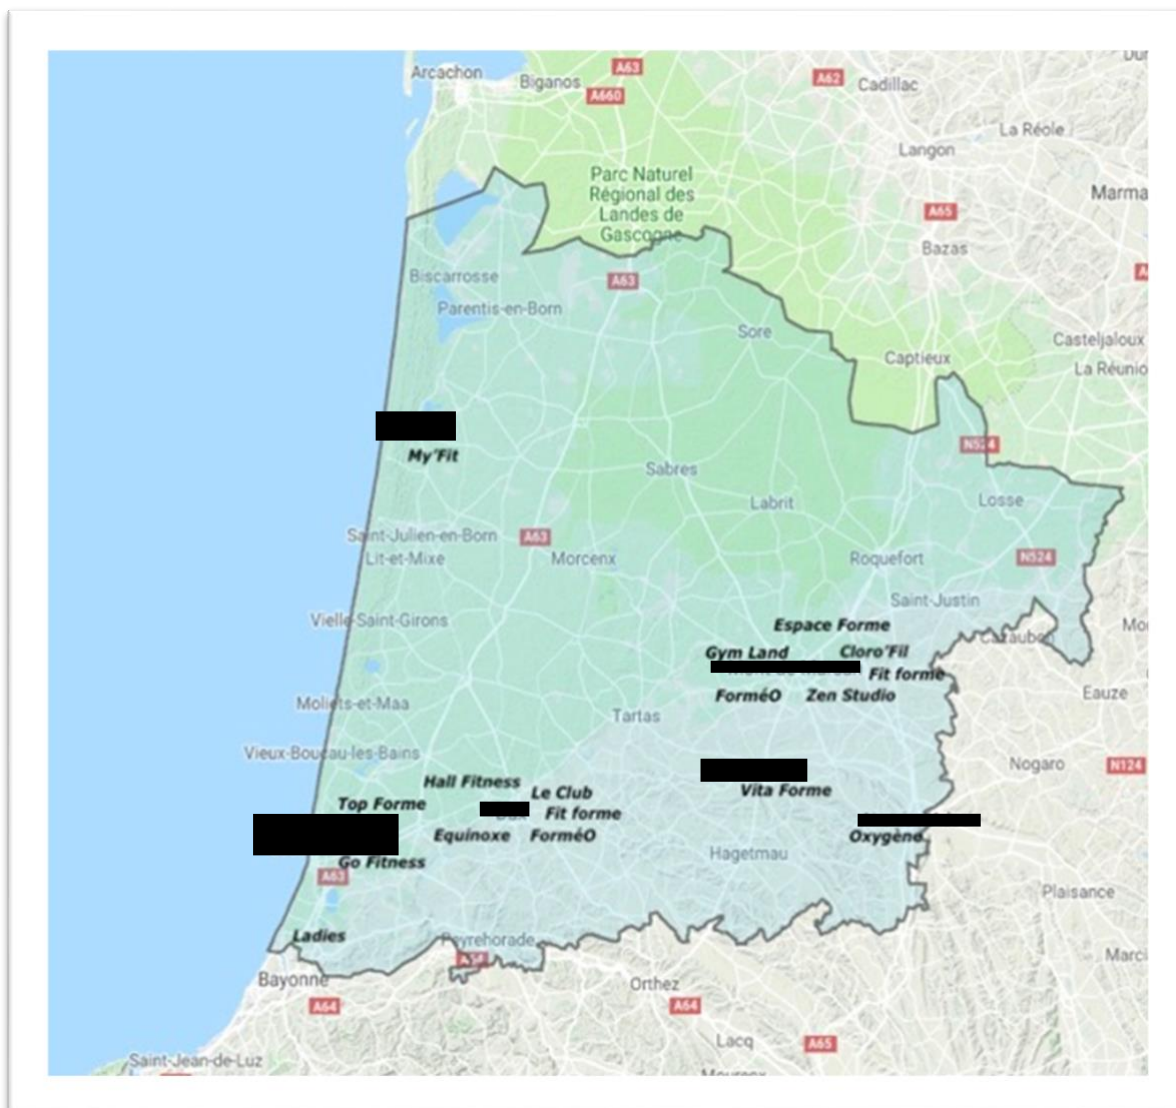 Arcachon
Biganos
A63
A660
A62
Cadillac
La Réole
Langon
Parc Naturel
Régional des
Landes de
Gascogne
Marma
A65
Bazas
Biscarrosse
A63
Parentis-en-Born
Sore
Casteljaloux
Captieux
La Réunio
N524
My'Fit
Sabres
Labrit
Losse
Saint-Julien-en-Born
A63
Lit-et-Mixe
Morcenx
Roquefort
N524
Saint-Justin
Vielle-Saint-Girons
Espace Forme
Mo
Cazaubon
Gym Land
Cloro'Fil
Fit forme
ForméO
Zen Studio
Eauze
Moliets-et-Maa
Tartas
Vieux-Boucau-les-Bains
Nogaro
N124
Hall Fitness
Le Club
Vita Forme
Top Forme
Fit forme
Equinoxe
ForméO
Oxygène
Hagetmau
Go Fitness
A63
Plaisance
Ladies
Peyrehorade
Marci
Bayonne
Orthez
A64
A64
Lacq
A65
Saint-Jean-de-Luz